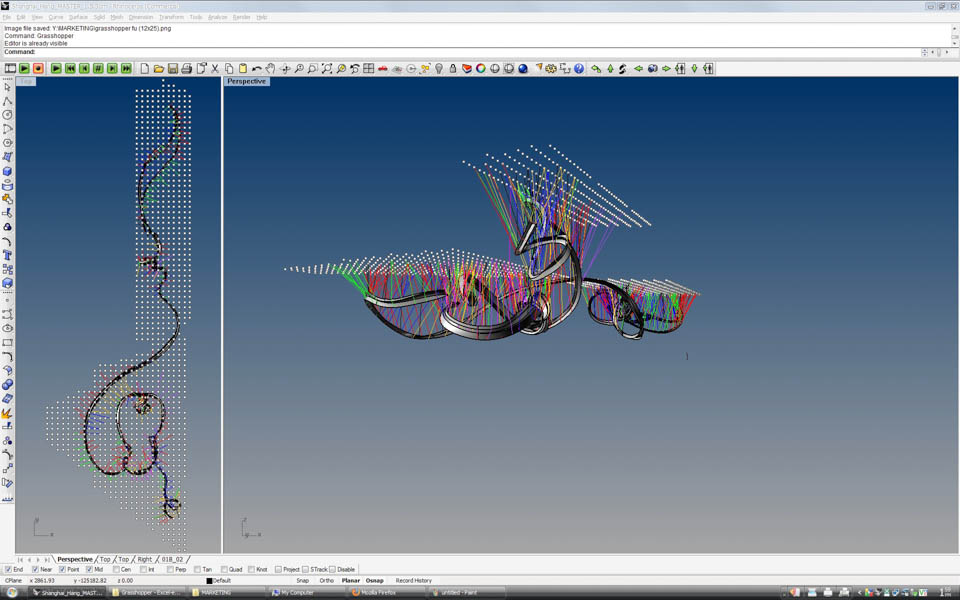 File Edit View Curve Surface Solid Mesh Dimension Transform Tools Analyze Render Help
Image file saved: Y:\MARKETING\grasshopper fu (12x25).png
Command: Grasshopper
Editor is already visible
Command:
Top
Perspective
y
x
z
y
x
Perspective Top Top Right 018_02
End Near Point Mid Cen Int Perp Tan Quad Knot Project STrack Disable
CPlane x 2861.93 y -125182.82 z 0.00 Default Snap Ortho Planar Osnap Record History
Shanghai_Hang_MAST... Grasshopper - Excel-e... MARKETING My Computer Mozilla Firefox untitled - Paint